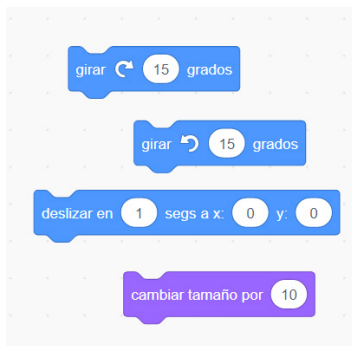 girar 15 grados
girar 15 grados
deslizar en 1 segs a x: 0 y: 0
cambiar tamaño por 10